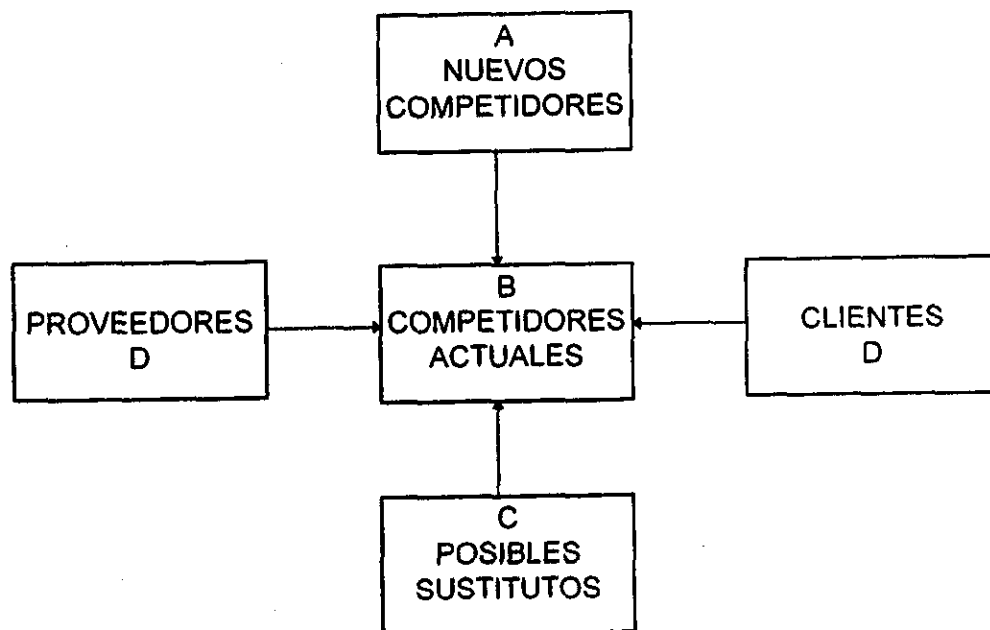 A
NUEVOS
COMPETIDORES
PROVEEDORES
D
B
COMPETIDORES
ACTUALES
CLIENTES
D
C
POSIBLES
SUSTITUTOS